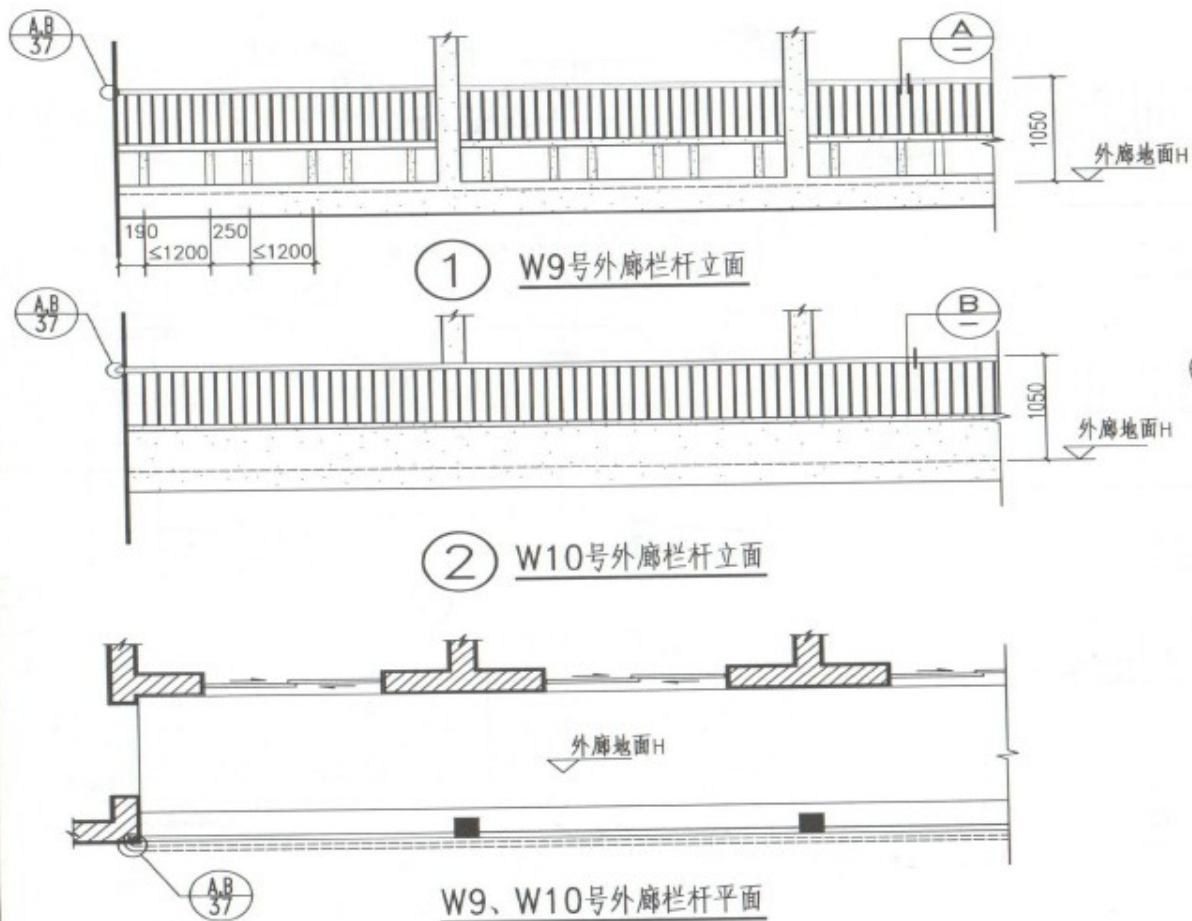 A,B
37
A
1050
外廊地面H
190
≤1200
250
≤1200
1 W9号外廊栏杆立面
A,B
37
B
1050
外廊地面H
2 W10号外廊栏杆立面
外廊地面H
A,B
37
W9、W10号外廊栏杆平面